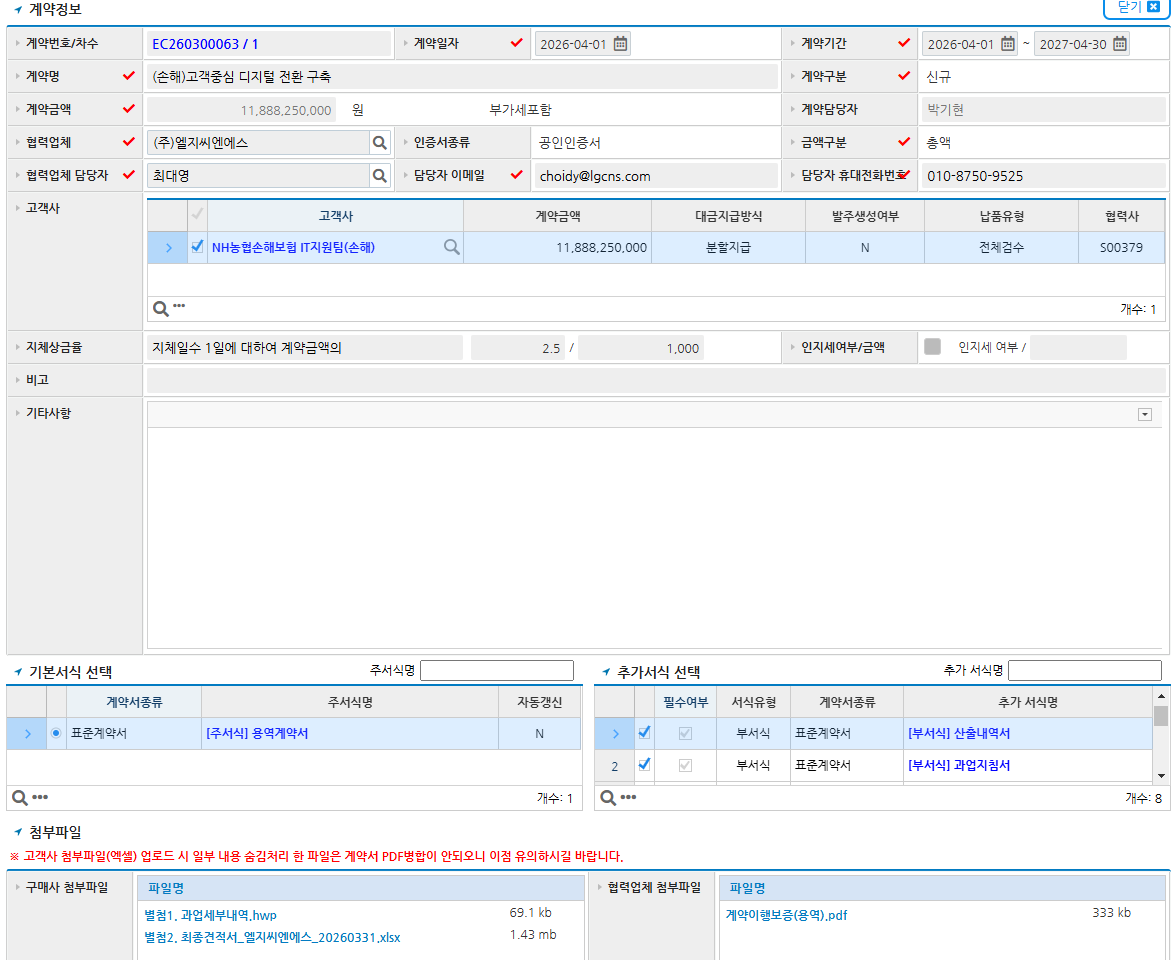 계약정보
닫기
계약번호/차수 EC260300063 / 1 계약일자 2026-04-01 계약기간 2026-04-01 ~ 2027-04-30
계약명 (손해)고객중심 디지털 전환 구축 계약구분 신규
계약금액 11,888,250,000 원 부가세포함 계약담당자 박기현
협력업체 (주)엘지씨엔에스 인증서종류 공인인증서 금액구분 총액
협력업체 담당자 최대영 담당자 이메일 choidy@lgcns.com 담당자 휴대전화번호 010-8750-9525
고객사
고객사 계약금액 대금지급방식 발주생성여부 납품유형 협력사
NH농협손해보험 IT지원팀(손해) 11,888,250,000 분할지급 N 전체검수 S00379
개수: 1
지체상금율 지체일수 1일에 대하여 계약금액의 2.5 / 1,000 인지세여부/금액 인지세 여부 /
비고
기타사항
기본서식 선택 주서식명
계약서종류 주서식명 자동갱신
표준계약서 [주서식] 용역계약서 N
개수: 1
추가서식 선택 추가 서식명
필수여부 서식유형 계약서종류 추가 서식명
부서식 표준계약서 [부서식] 산출내역서
2 부서식 표준계약서 [부서식] 과업지침서
개수: 8
첨부파일
※ 고객사 첨부파일(엑셀) 업로드 시 일부 내용 숨김처리 한 파일은 계약서 PDF병합이 안되오니 이점 유의하시길 바랍니다.
구매사 첨부파일 파일명
별첨1. 과업세부내역.hwp 69.1 kb
별첨2. 최종견적서_엘지씨엔에스_20260331.xlsx 1.43 mb
협력업체 첨부파일 파일명
계약이행보증(용역).pdf 333 kb